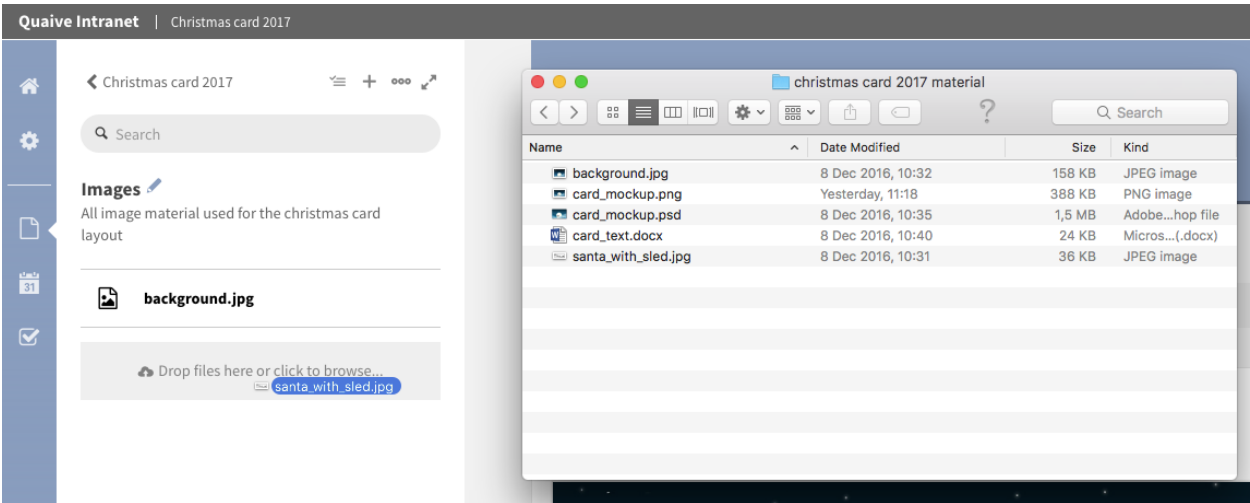 Quaive Intranet | Christmas card 2017
Christmas card 2017
Search
Images
All image material used for the christmas card
layout
31
background.jpg
Drop files here or click to browse...
santa_with_sled.jpg
christmas card 2017 material
? Search
Name Date Modified Size Kind
background.jpg 8 Dec 2016, 10:32 158 KB JPEG image
card_mockup.png Yesterday, 11:18 388 KB PNG image
card_mockup.psd 8 Dec 2016, 10:35 1,5 MB Adobe...hop file
card_text.docx 8 Dec 2016, 10:40 24 KB Micros...(.docx)
santa_with_sled.jpg 8 Dec 2016, 10:31 36 KB JPEG image